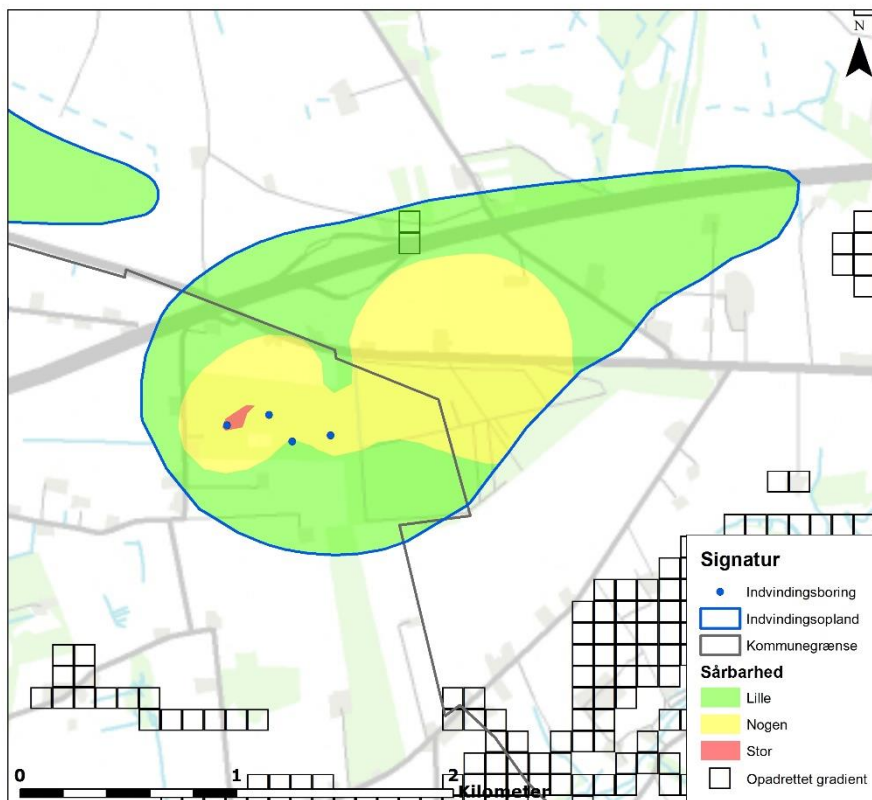 N
Signatur
Indvindingsboring
Indvindingsopland
Kommunegrænse
Sårbarhed
Lille
Nogen
Stor
Opadrettet gradient
0 1 2
Kilometer